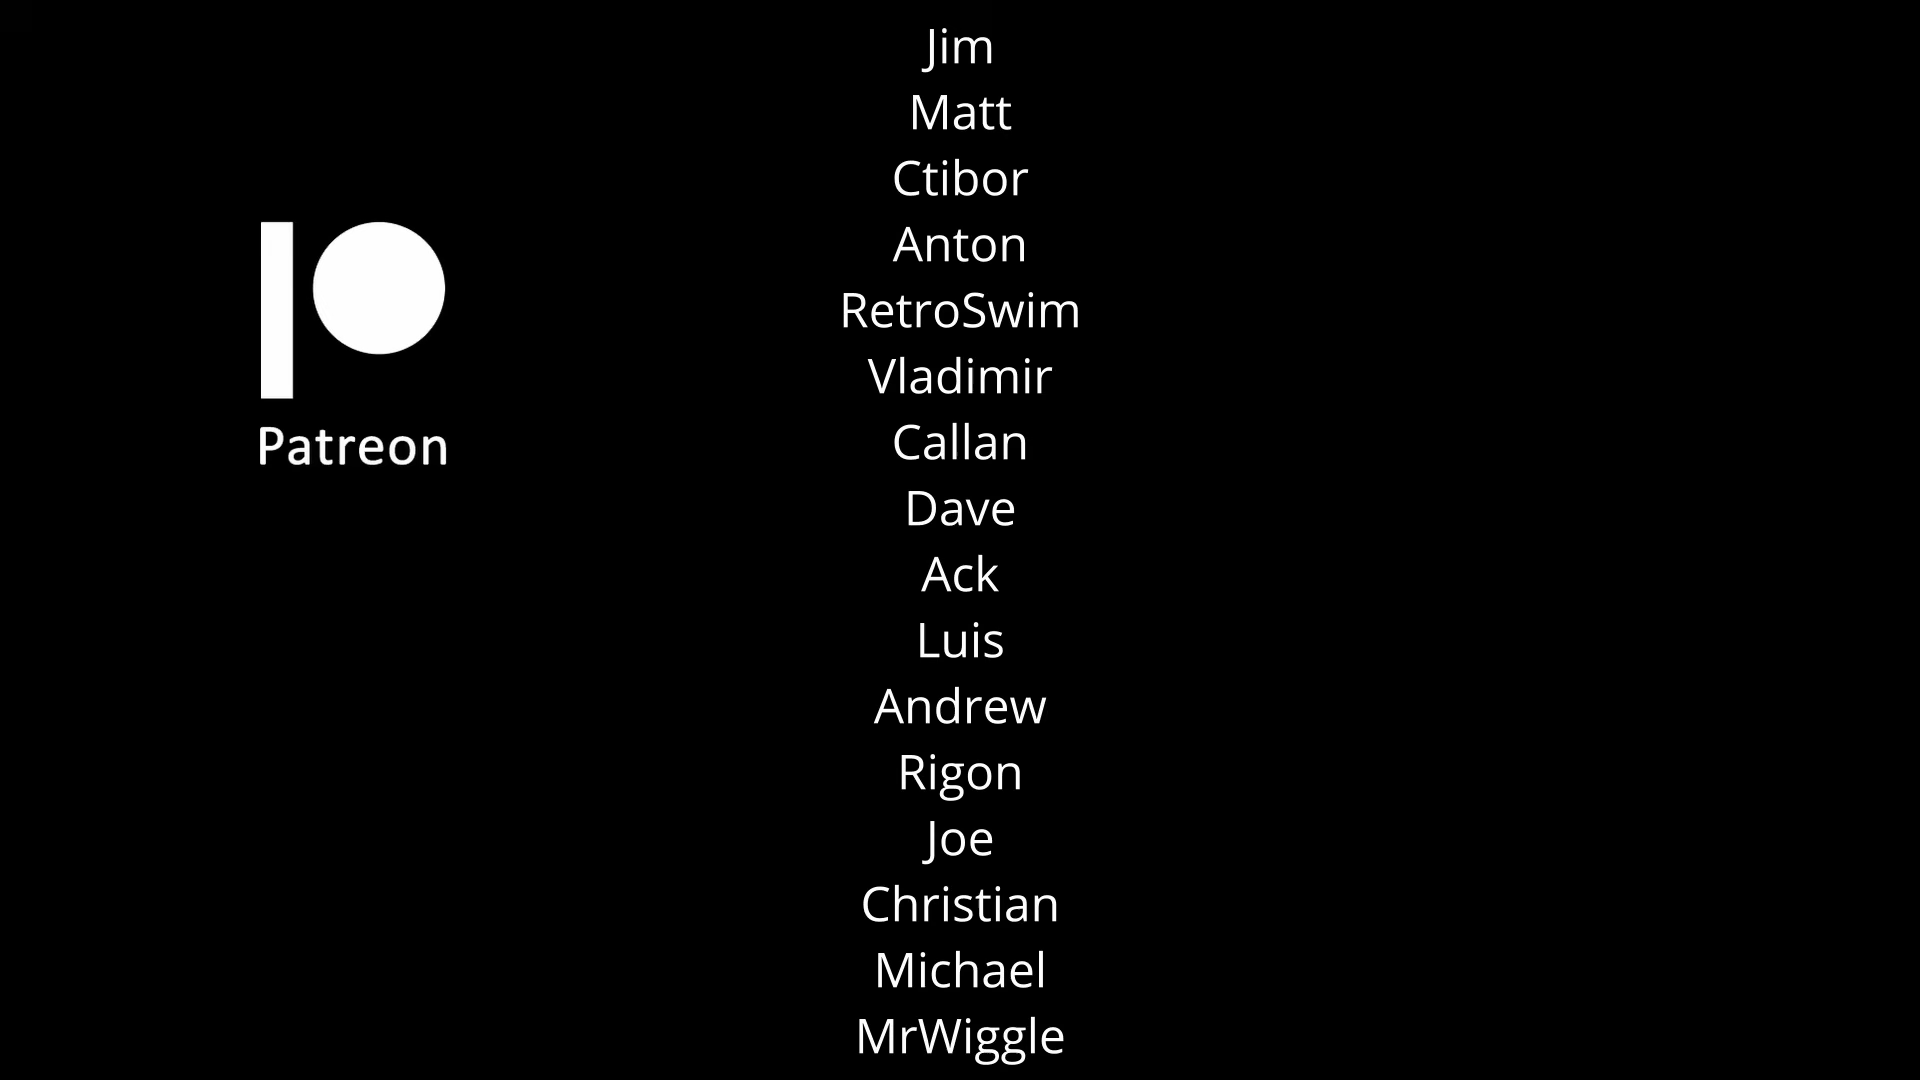 Patreon
Jim
Matt
Ctibor
Anton
RetroSwim
Vladimir
Callan
Dave
Ack
Luis
Andrew
Rigon
Joe
Christian
Michael
MrWiggle